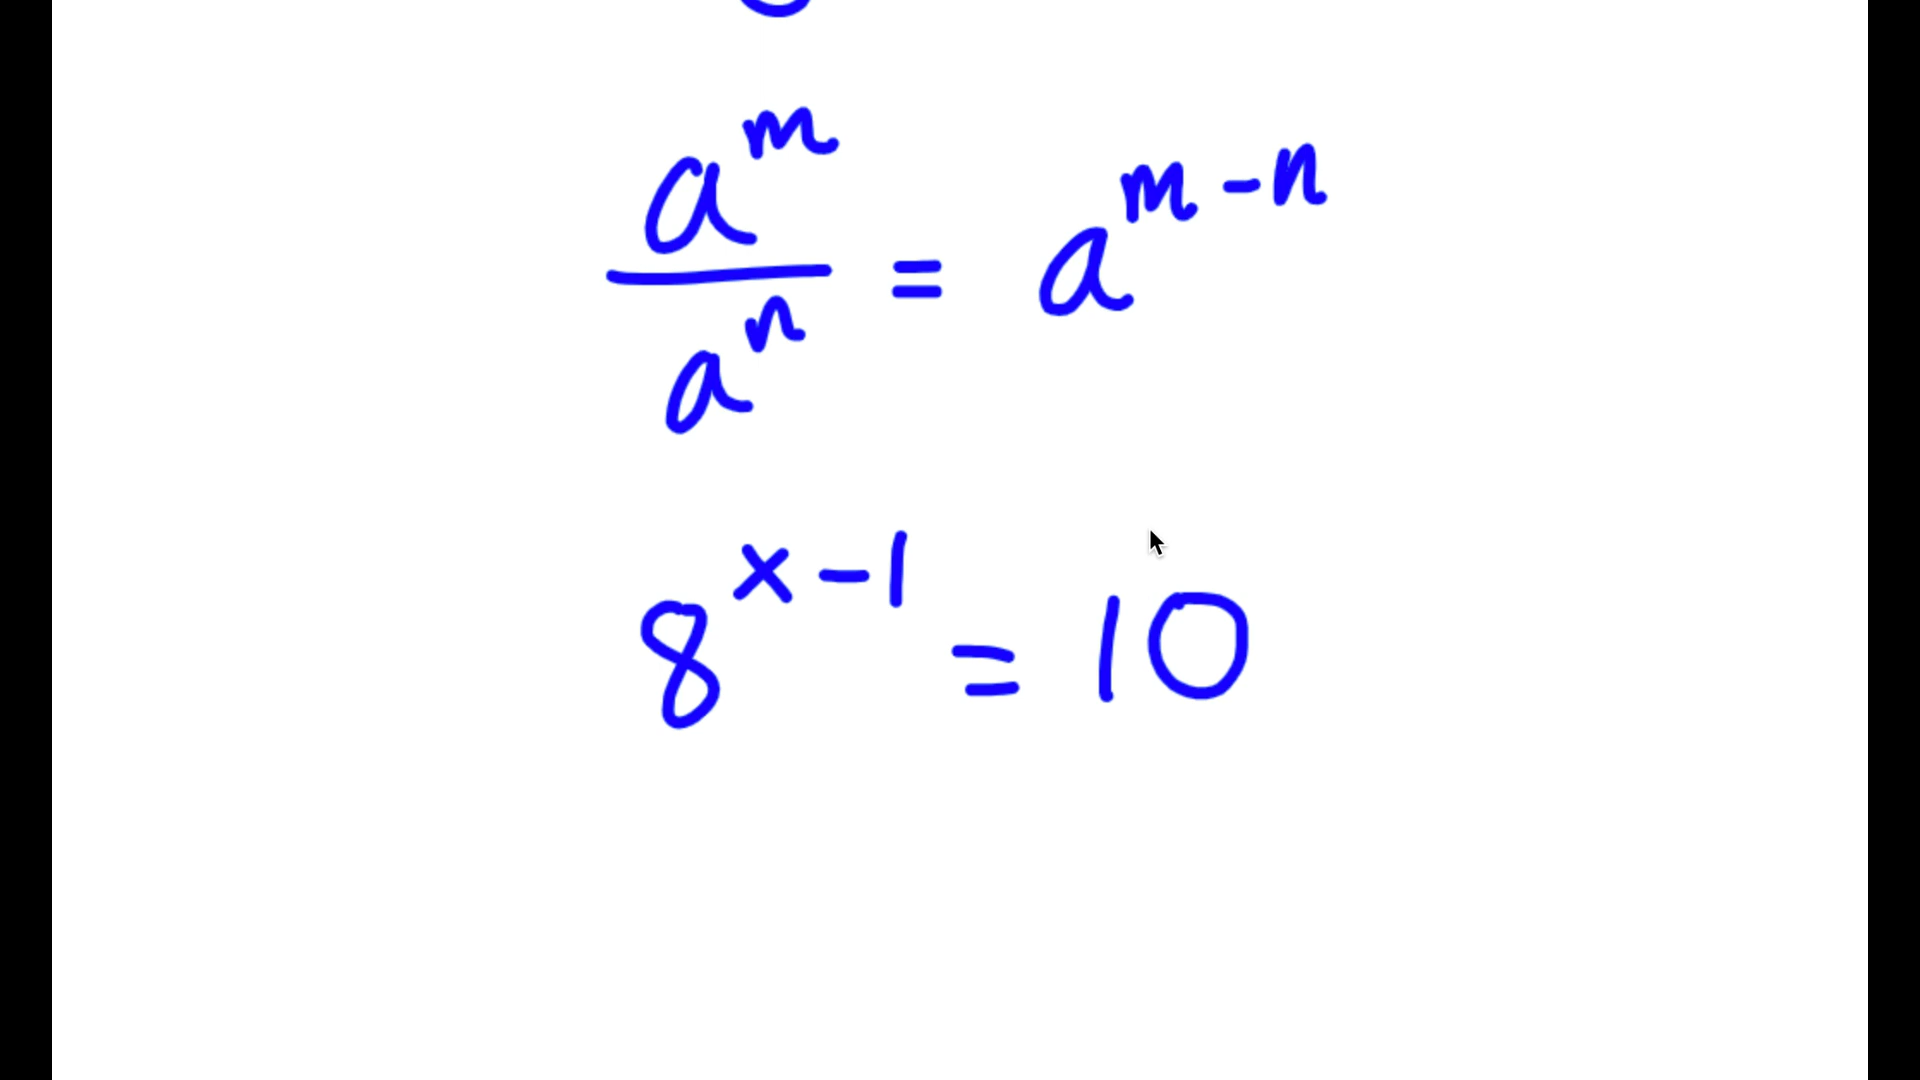 a^m / a^n = a^(m-n)
8^(x-1) = 10